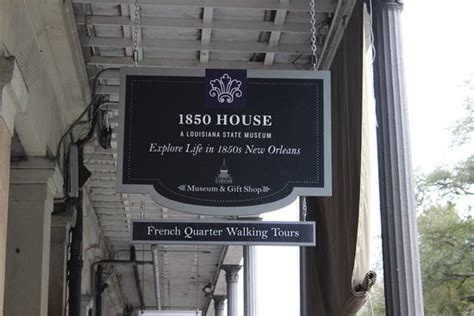 1850 HOUSE
A LOUISIANA STATE MUSEUM
Explore Life in 1850s New Orleans
Museum & Gift Shop
French Quarter Walking Tours